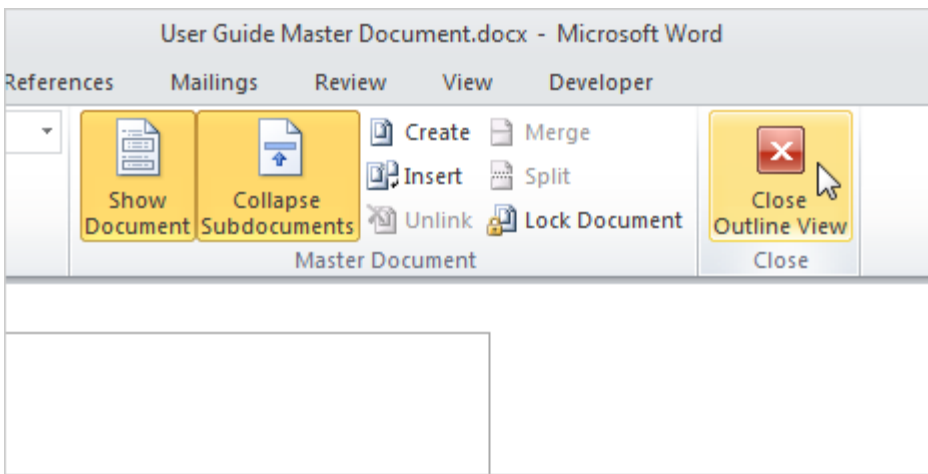 User Guide Master Document.docx - Microsoft Word
References Mailings Review View Developer
Show Document
Collapse Subdocuments
Create
Insert
Unlink
Merge
Split
Lock Document
Master Document
Close Outline View
Close